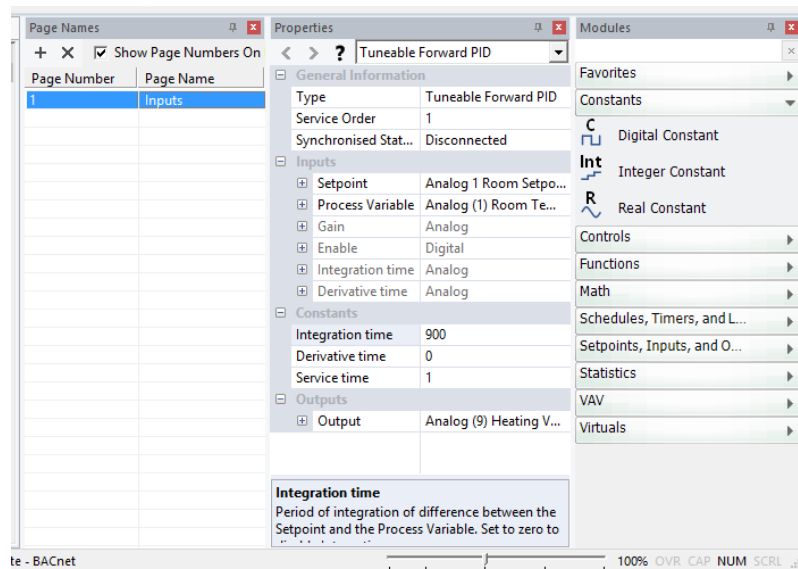 Page Names
Show Page Numbers On
Page Number Page Name
1 Inputs
Properties
? Tuneable Forward PID
General Information
Type Tuneable Forward PID
Service Order 1
Synchronised Stat... Disconnected
Inputs
Setpoint Analog 1 Room Setpo...
Process Variable Analog (1) Room Te...
Gain Analog
Enable Digital
Integration time Analog
Derivative time Analog
Constants
Integration time 900
Derivative time 0
Service time 1
Outputs
Output Analog (9) Heating V...
Integration time
Period of integration of difference between the
Setpoint and the Process Variable. Set to zero to
Modules
Favorites
Constants
C Digital Constant
Int Integer Constant
R Real Constant
Controls
Functions
Math
Schedules, Timers, and L...
Setpoints, Inputs, and O...
Statistics
VAV
Virtuals
te - BACnet
100% OVR CAP NUM SCRL